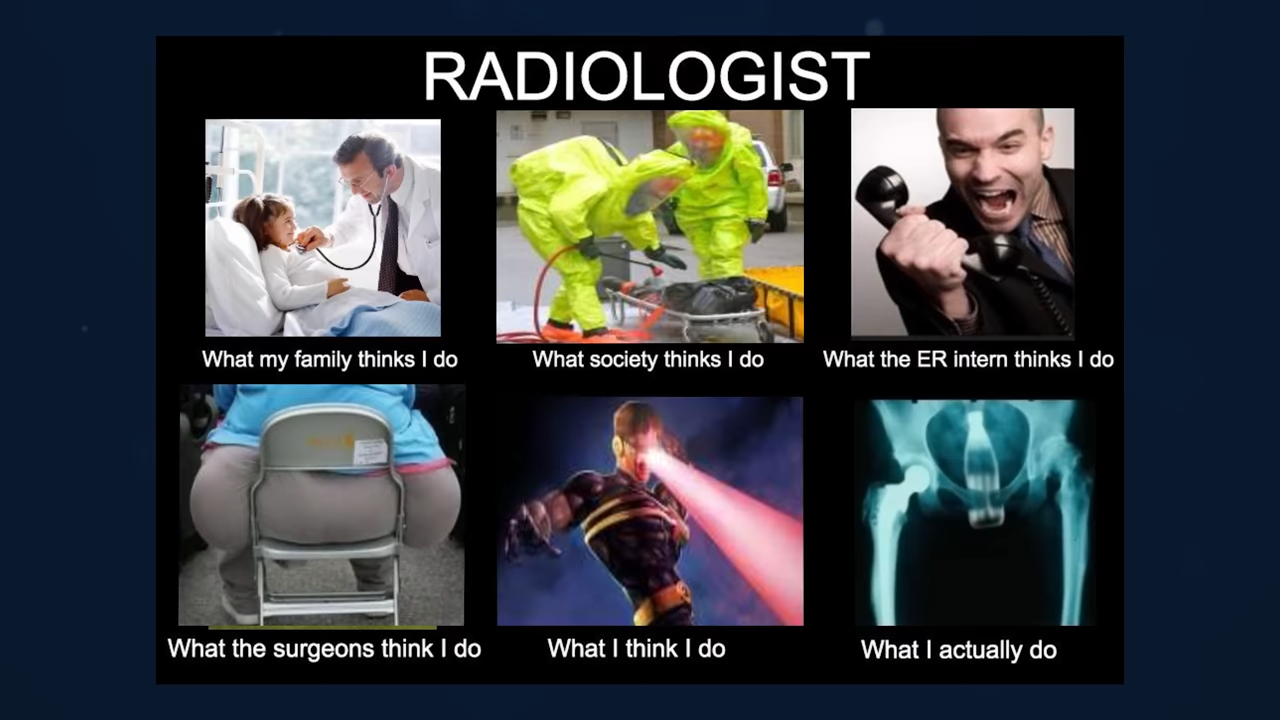 RADIOLOGIST
What my family thinks I do
What society thinks I do
What the ER intern thinks I do
What the surgeons think I do
What I think I do
What I actually do